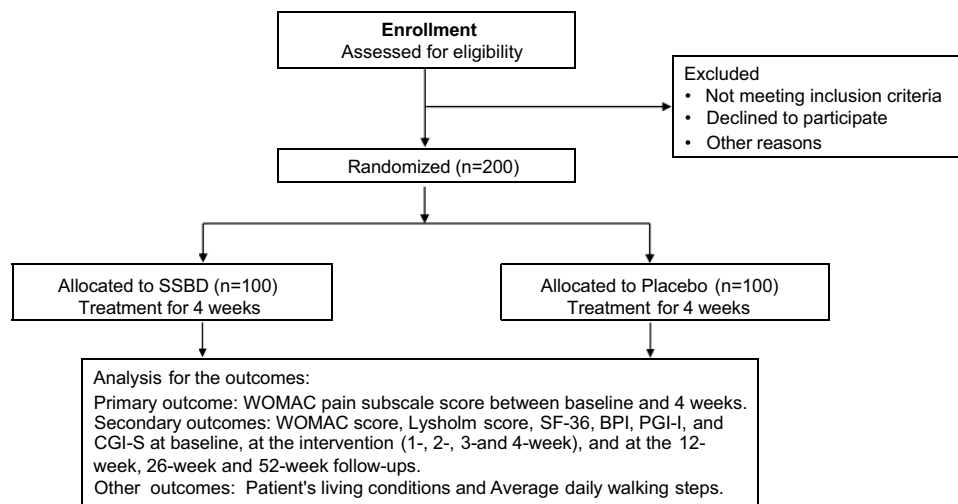 Enrollment
Assessed for eligibility
Excluded
• Not meeting inclusion criteria
• Declined to participate
• Other reasons
Randomized (n=200)
Allocated to SSBD (n=100)
Treatment for 4 weeks
Allocated to Placebo (n=100)
Treatment for 4 weeks
Analysis for the outcomes:
Primary outcome: WOMAC pain subscale score between baseline and 4 weeks.
Secondary outcomes: WOMAC score, Lysholm score, SF-36, BPI, PGI-I, and
CGI-S at baseline, at the intervention (1-, 2-, 3-and 4-week), and at the 12-
week, 26-week and 52-week follow-ups.
Other outcomes: Patient's living conditions and Average daily walking steps.